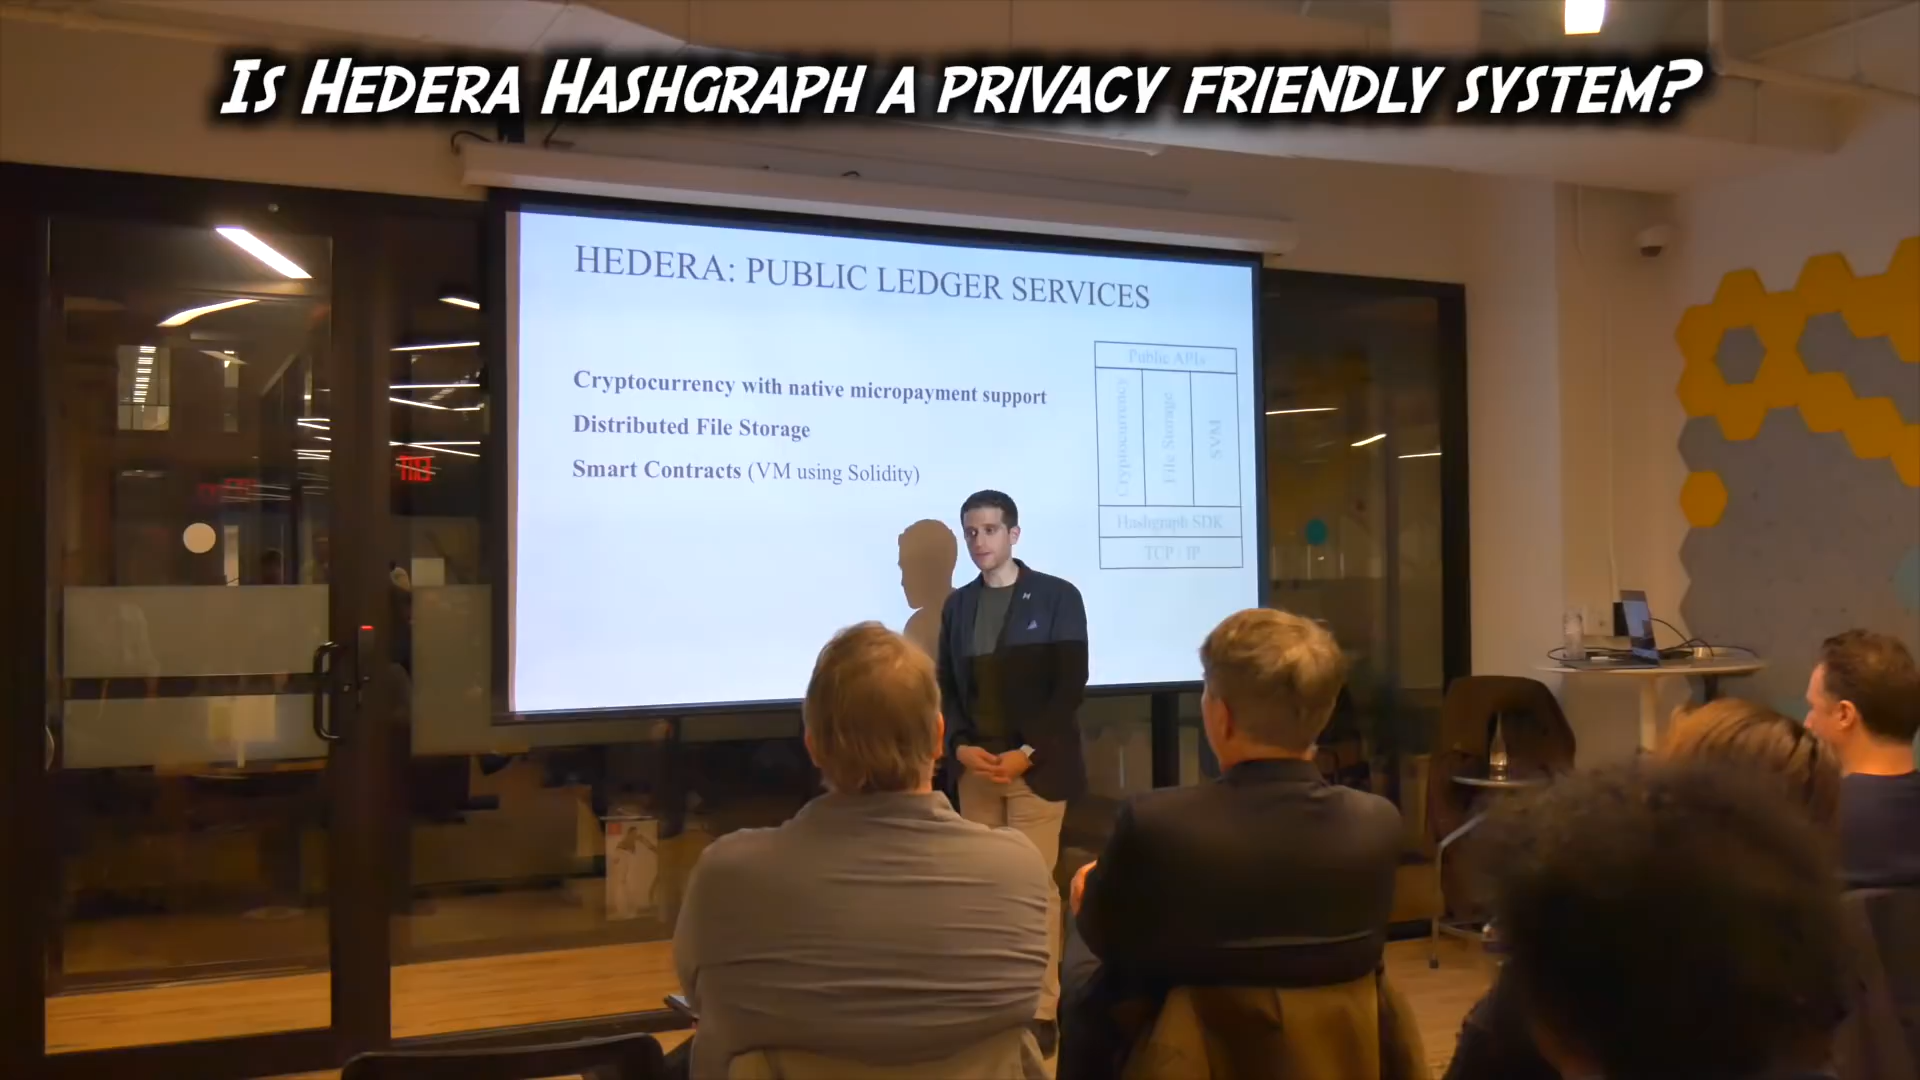 Is Hedera Hashgraph a privacy friendly system?
HEDERA: PUBLIC LEDGER SERVICES
Cryptocurrency with native micropayment support
Distributed File Storage
Smart Contracts (VM using Solidity)
Public APIs
Cryptocurrency
File Storage
SVM
Hashgraph SDK
TCP / IP
EXIT